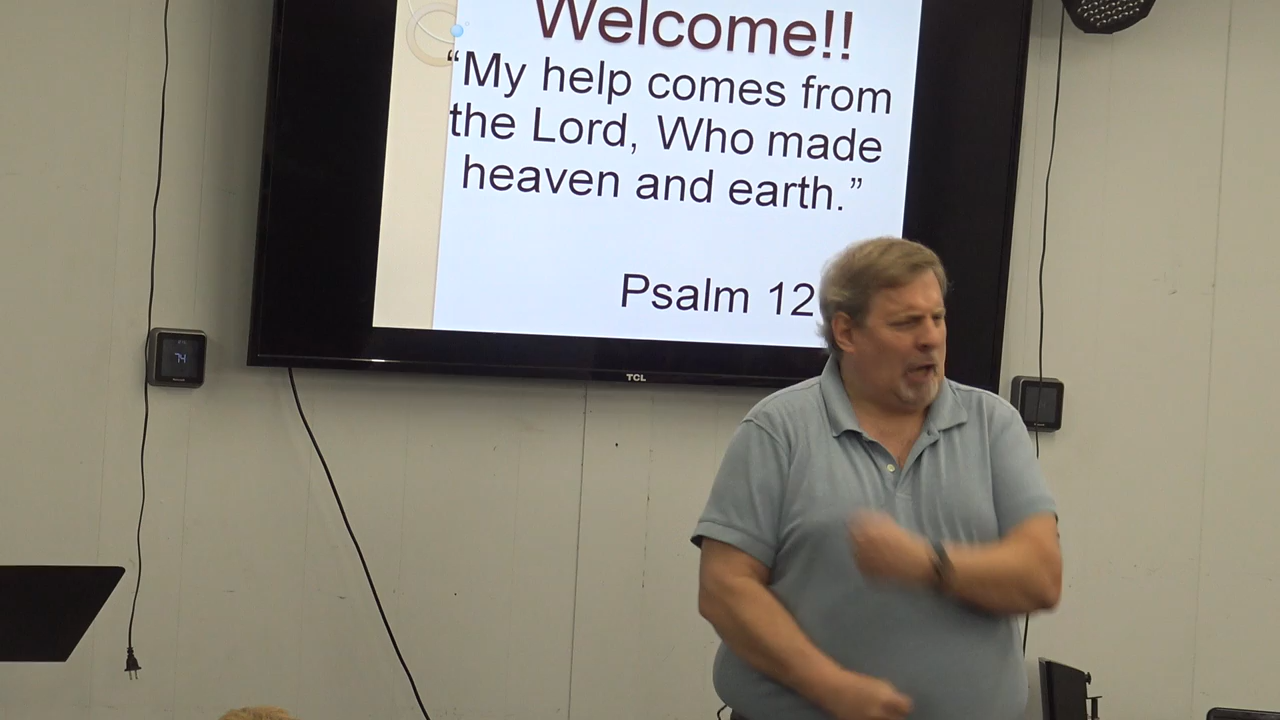 Welcome!!
“My help comes from
the Lord, Who made
heaven and earth.”
Psalm 12
TCL
74